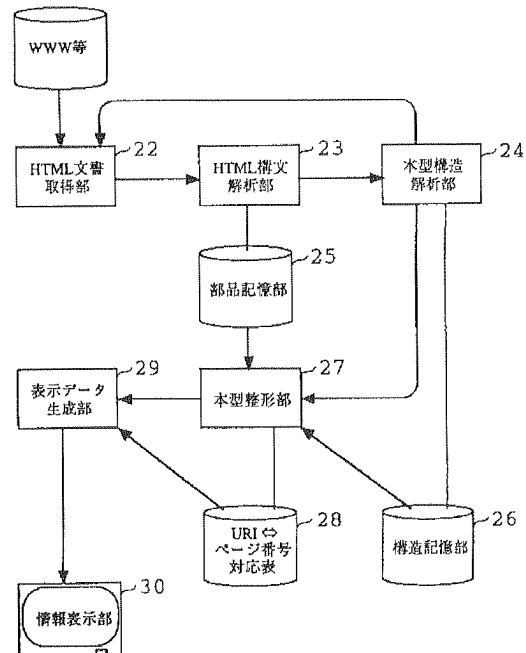 WWW等
22
HTML文書
取得部
23
HTML構文
解析部
24
本型構造
解析部
25
部品記憶部
29
表示データ
生成部
27
本型整形部
28
URI ⇔
ページ番号
対応表
26
構造記憶部
30
情報表示部